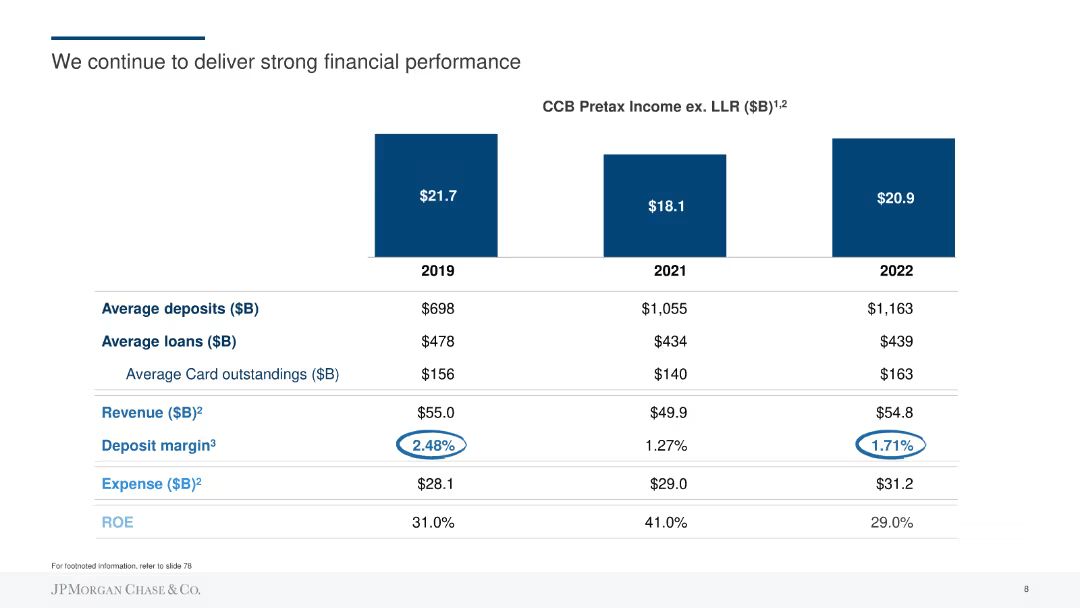 We continue to deliver strong financial performance
CCB Pretax Income ex. LLR ($B)¹,²
$21.7 $18.1 $20.9
2019 2021 2022
Average deposits ($B) $698 $1,055 $1,163
Average loans ($B) $478 $434 $439
Average Card outstandings ($B) $156 $140 $163
Revenue ($B)² $55.0 $49.9 $54.8
Deposit margin³ 2.48% 1.27% 1.71%
Expense ($B)² $28.1 $29.0 $31.2
ROE 31.0% 41.0% 29.0%
For footnoted information, refer to slide 78
JPMORGAN CHASE & CO. 8